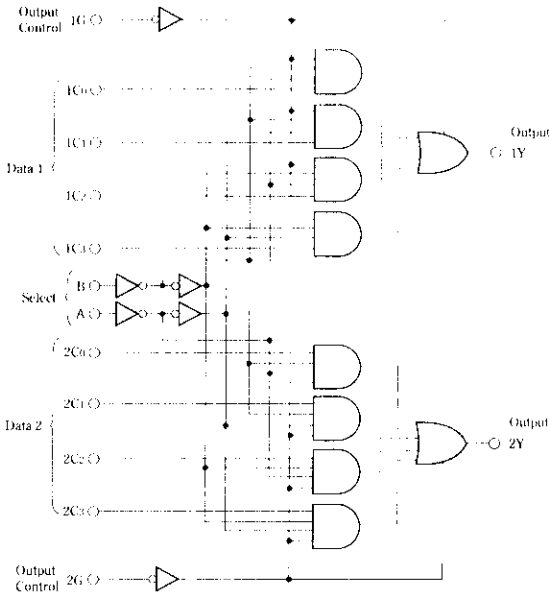 Output
Control
1G
1C0
1C1
Data 1
1C2
1C3
Output
1Y
Select
B
A
2C0
2C1
Data 2
2C2
2C3
Output
2Y
Output
Control
2G